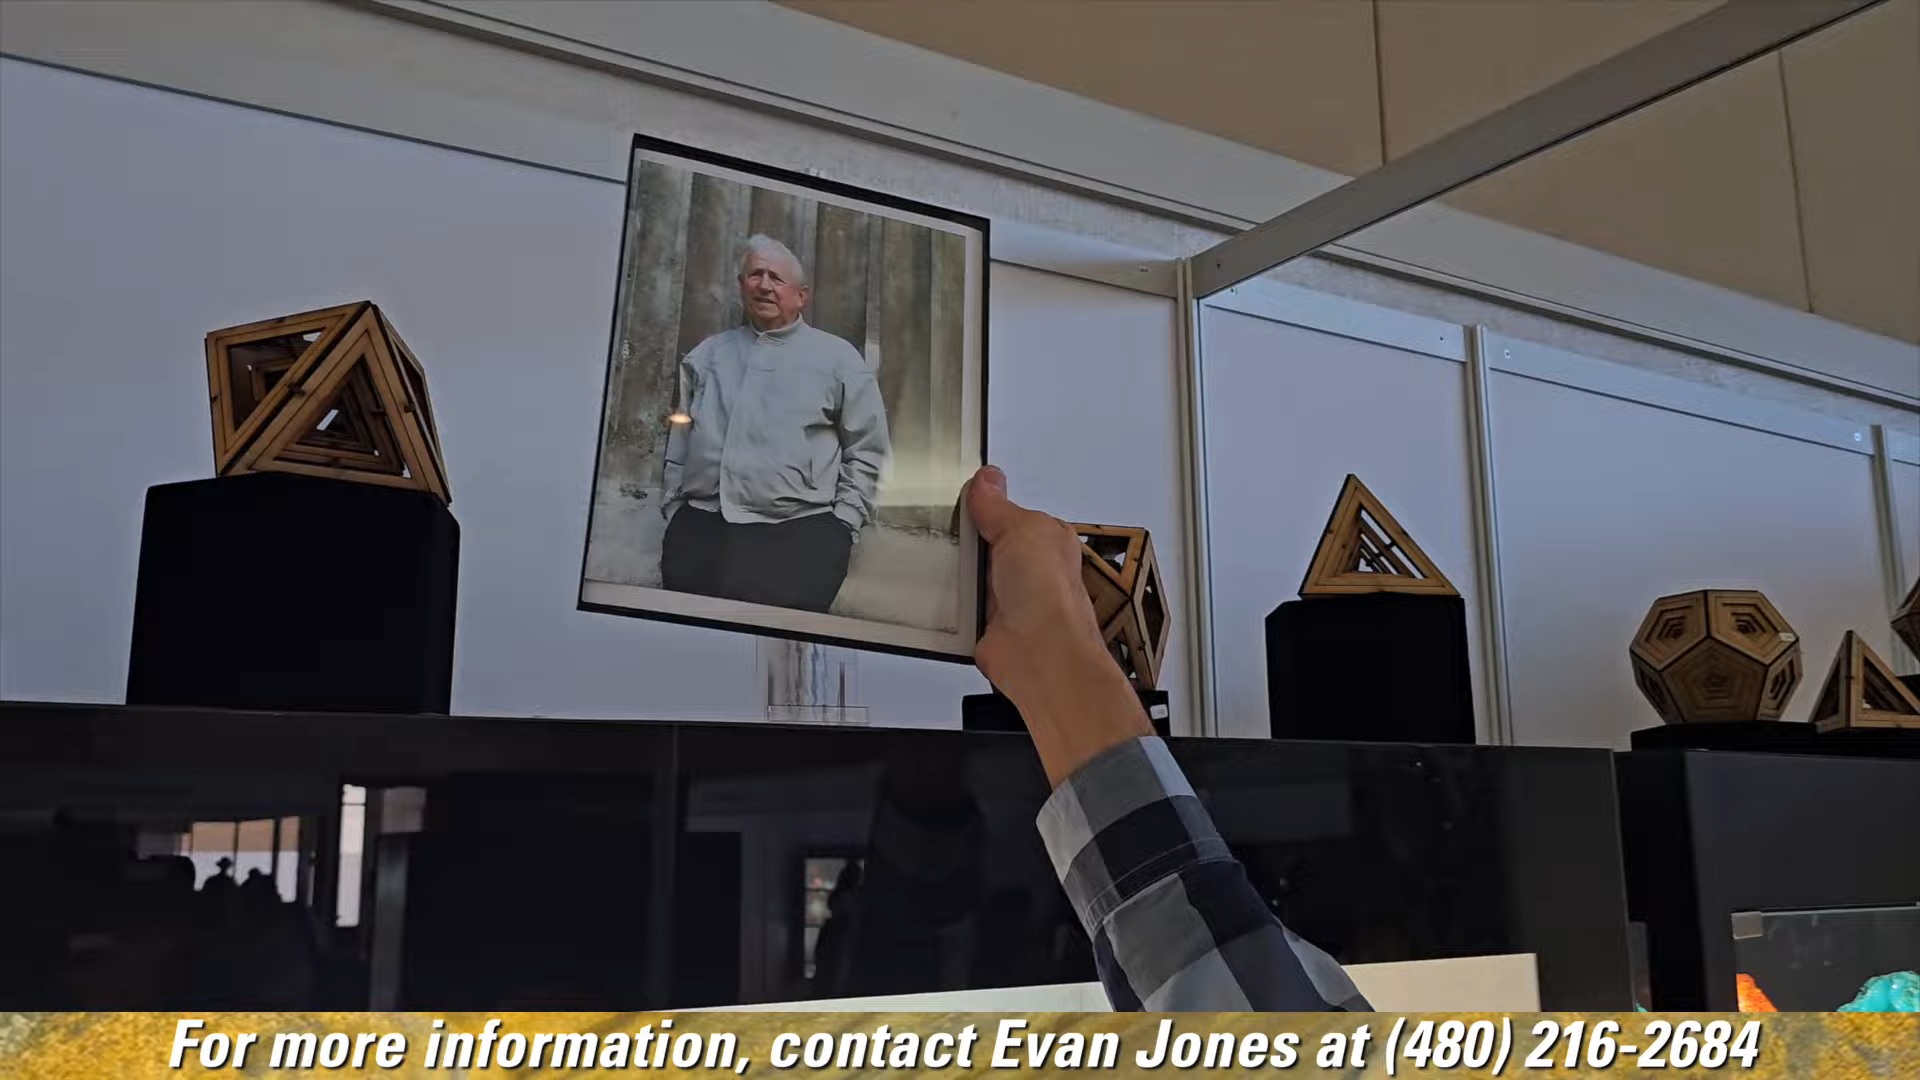 For more information, contact Evan Jones at (480) 216-2684